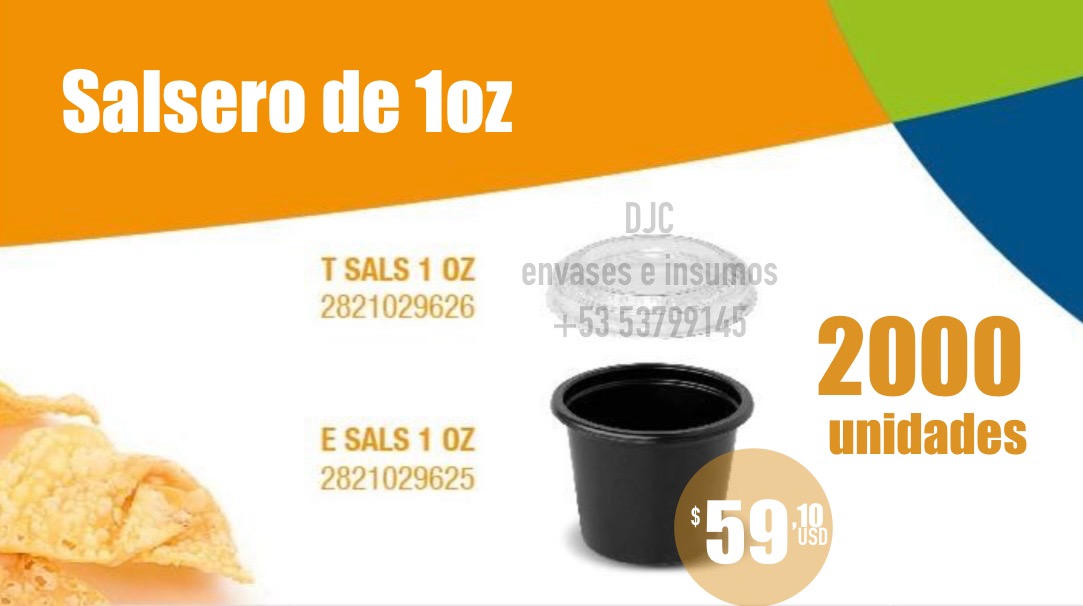 Salsero de 1oz
DJC
envases e insumos
+53 53799145
T SALS 1 OZ
2821029626
2000
unidades
E SALS 1 OZ
2821029625
$59,10
USD